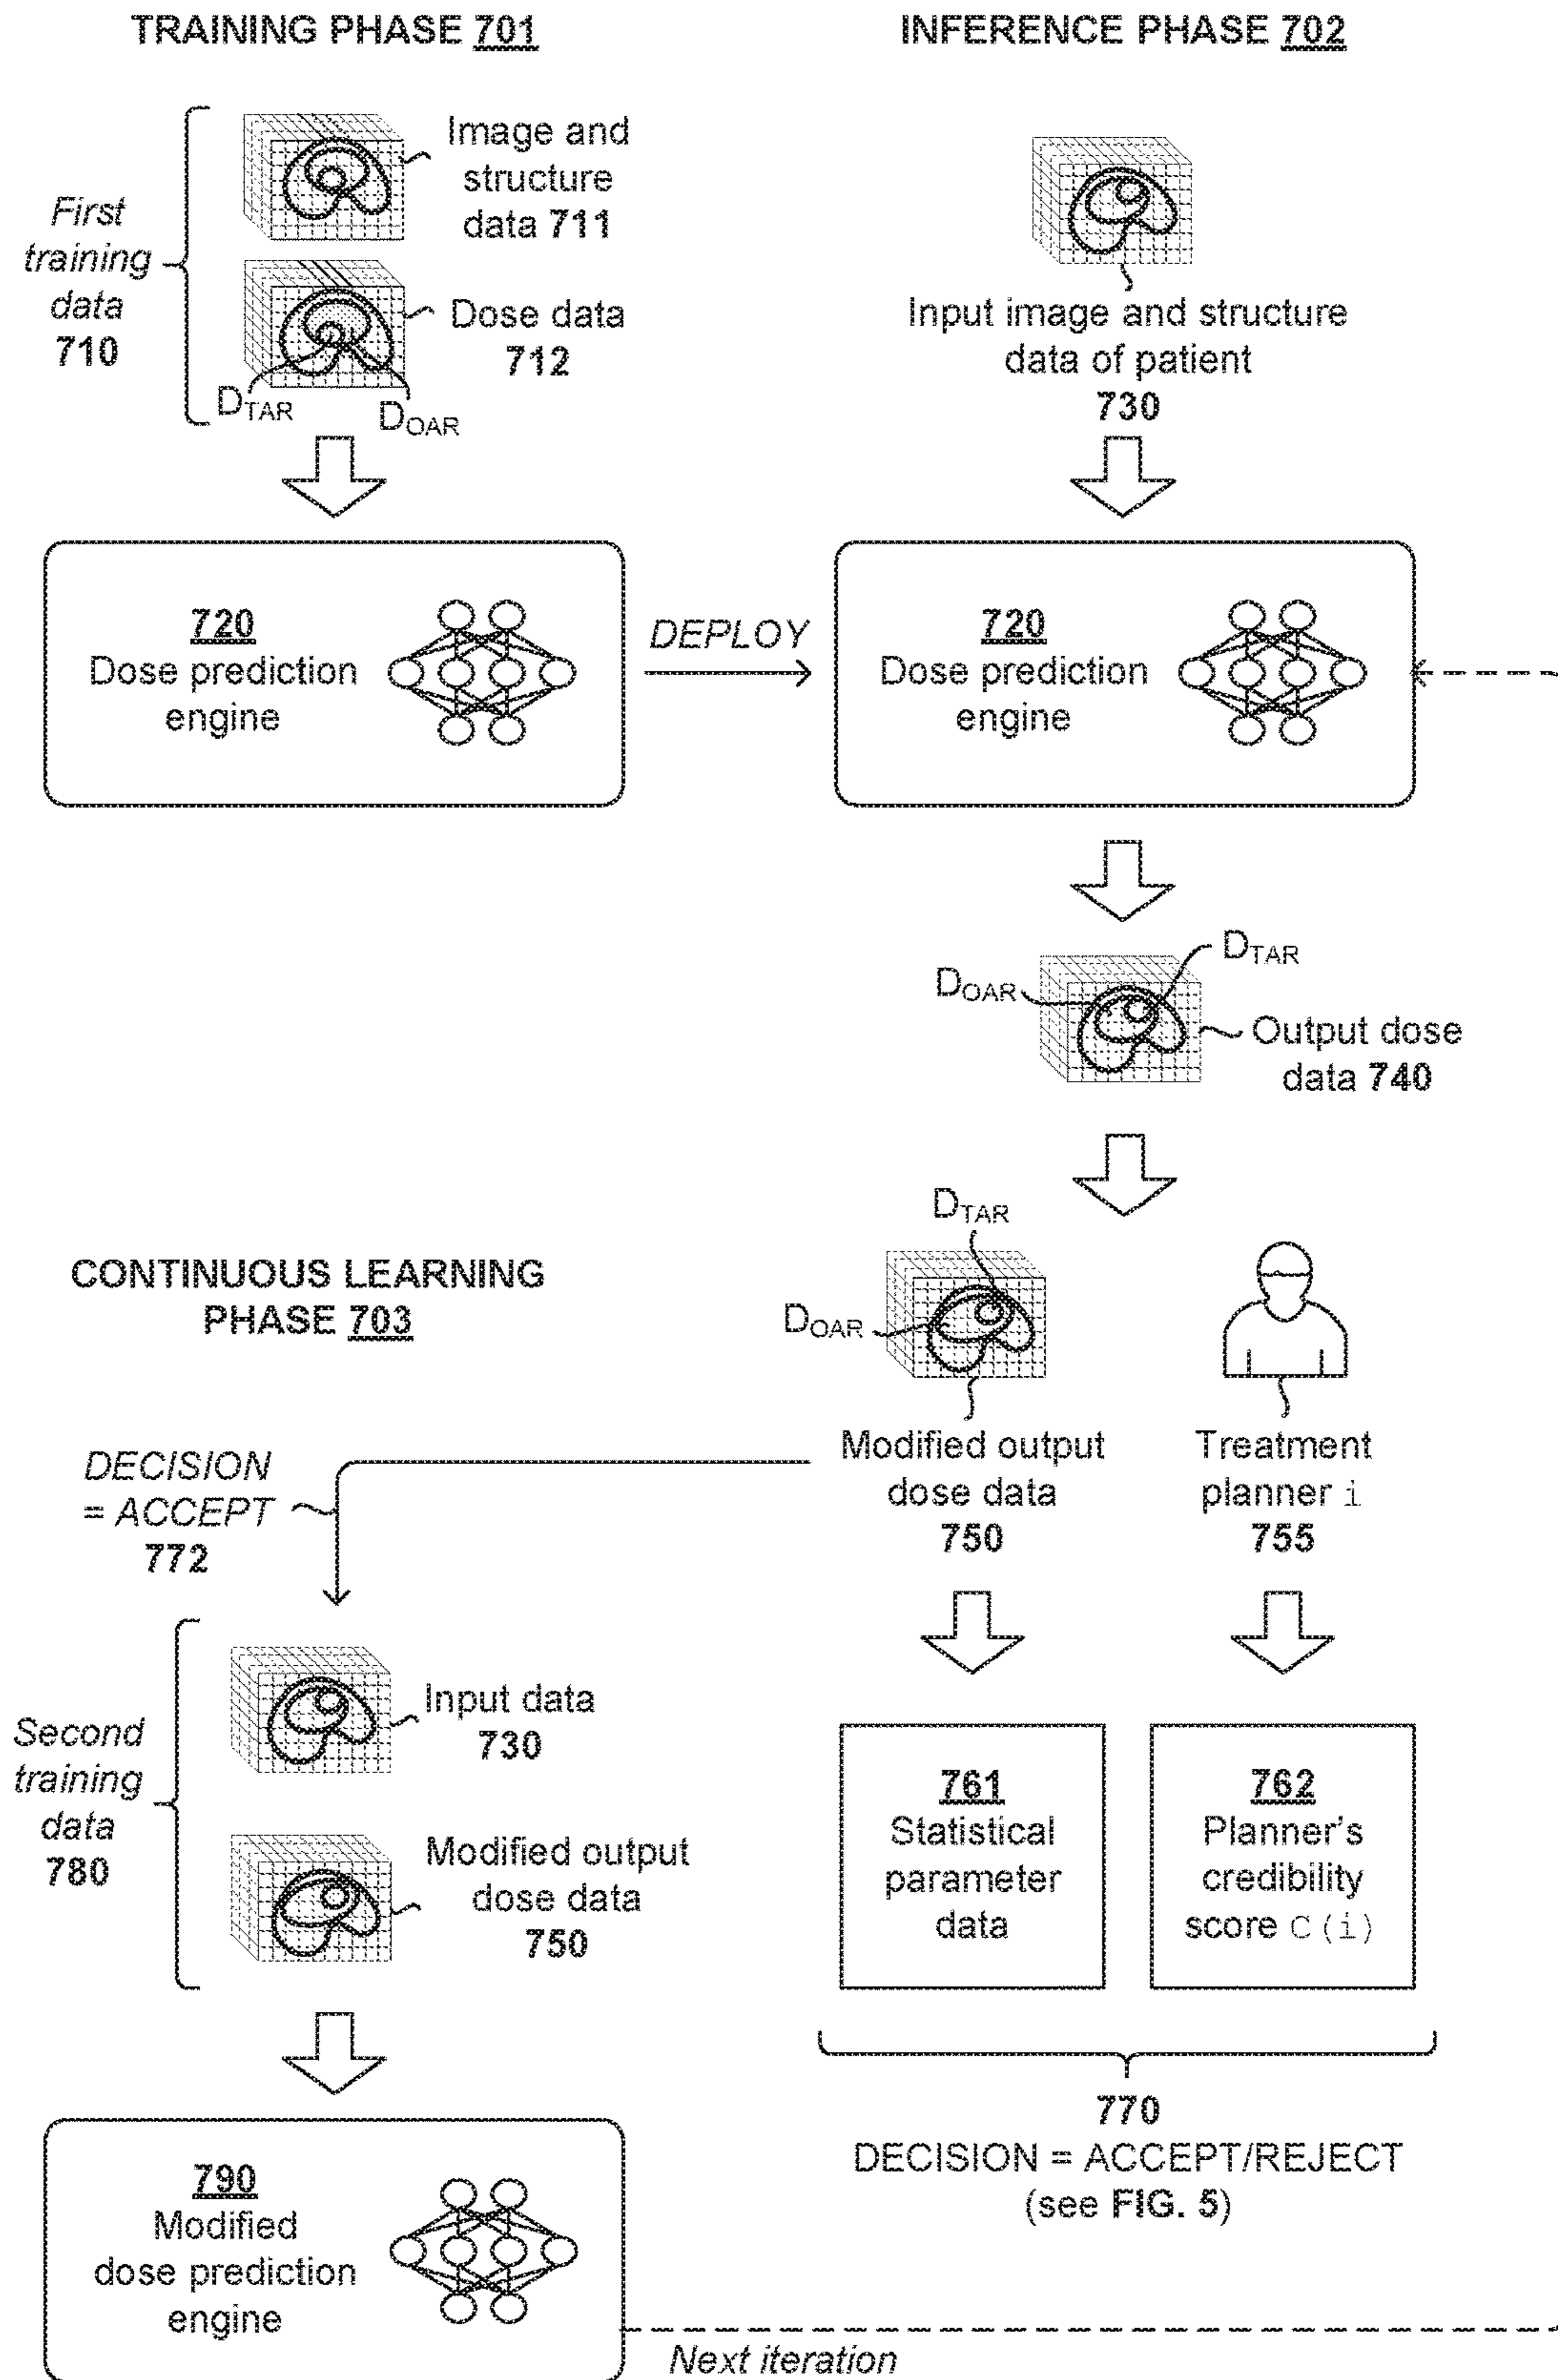 TRAINING PHASE 701
INFERENCE PHASE 702
First
training
data
710
Image and
structure
data 711
Dose data
712
DTAR
DOAR
Input image and structure
data of patient
730
720
Dose prediction
engine
DEPLOY
720
Dose prediction
engine
DTAR
DOAR
Output dose
data 740
CONTINUOUS LEARNING
PHASE 703
DTAR
DOAR
Modified output
dose data
750
Treatment
planner i
755
DECISION
= ACCEPT
772
Second
training
data
780
Input data
730
Modified output
dose data
750
761
Statistical
parameter
data
762
Planner's
credibility
score C(i)
770
DECISION = ACCEPT/REJECT
(see FIG. 5)
790
Modified
dose prediction
engine
Next iteration